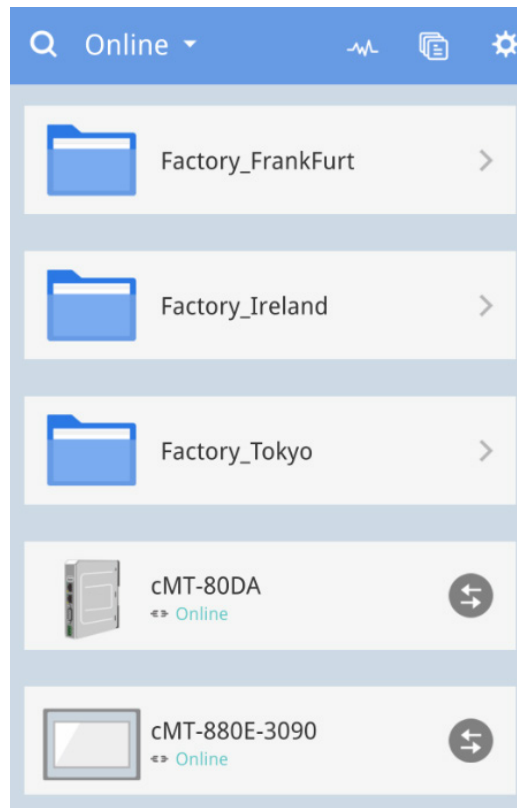 Online
Factory_FrankFurt
Factory_Ireland
Factory_Tokyo
cMT-80DA
Online
cMT-880E-3090
Online